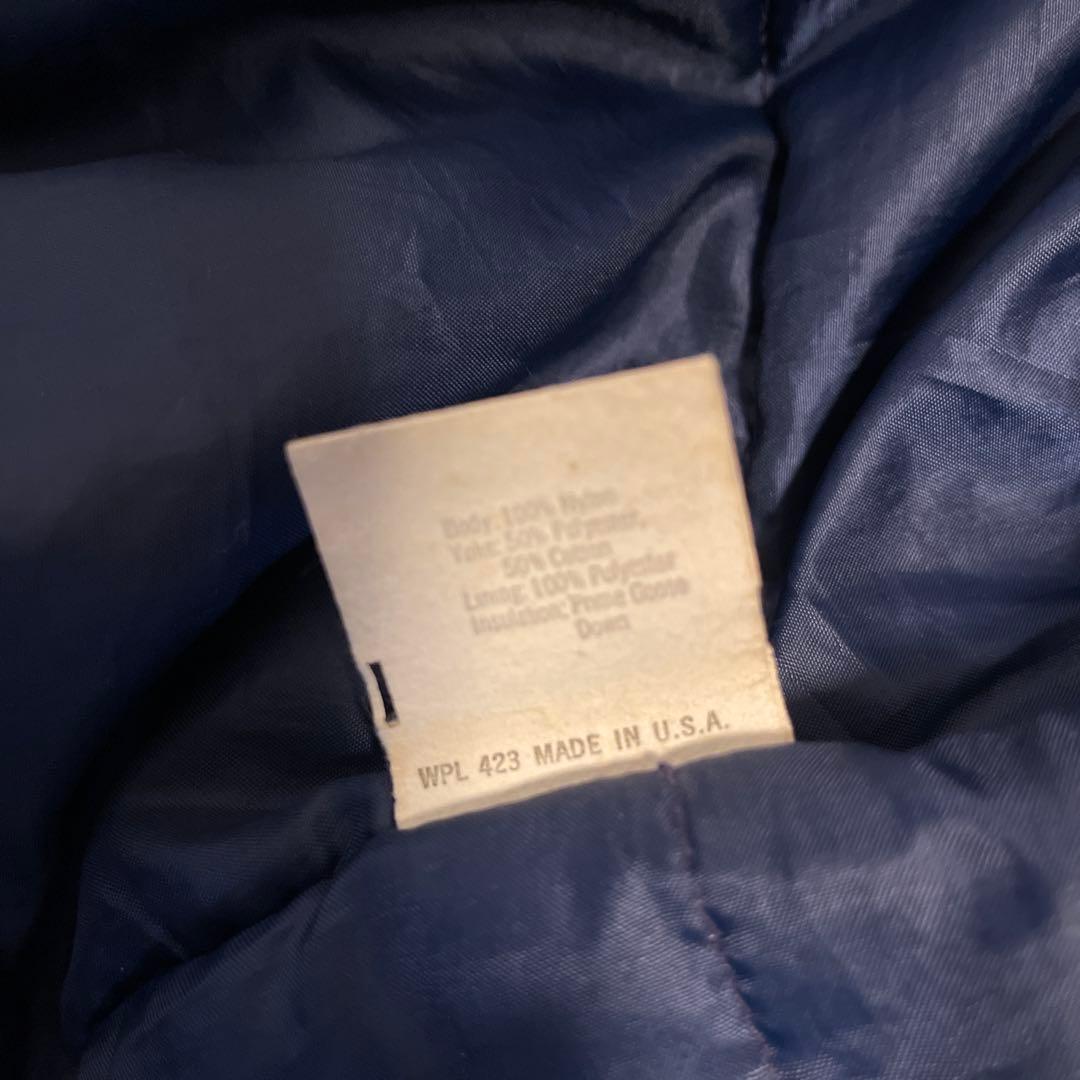 Body: 100% Nylon
Yoke: 50% Polyester,
50% Cotton
Lining: 100% Polyester
Insulation: Prime Goose
Down
WPL 423 MADE IN U.S.A.